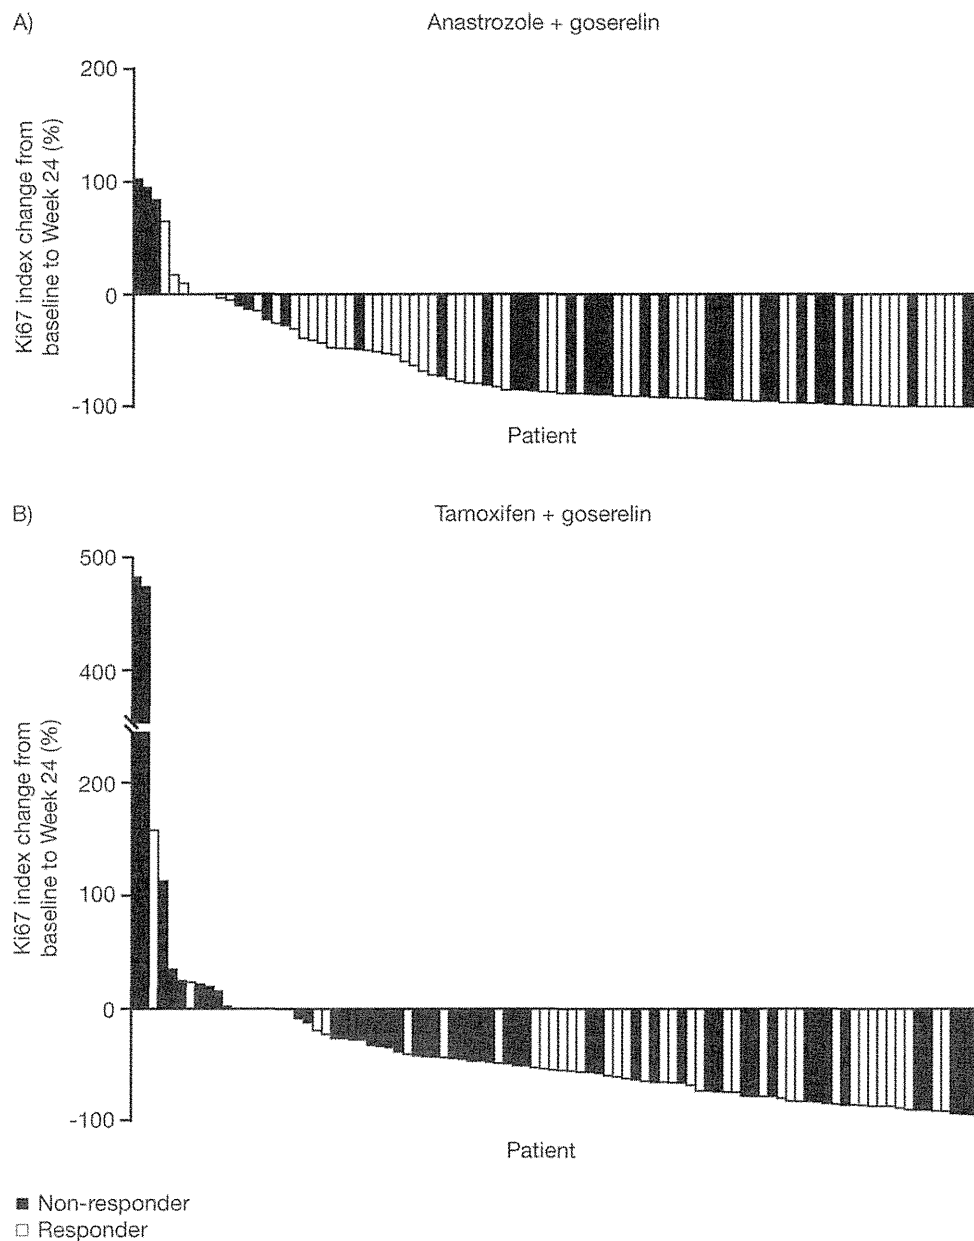 A)
Anastrozole + goserelin
Ki67 index change from
baseline to Week 24 (%)
200
100
0
-100
Patient
B)
Tamoxifen + goserelin
Ki67 index change from
baseline to Week 24 (%)
500
400
200
100
0
-100
Patient
Non-responder
Responder